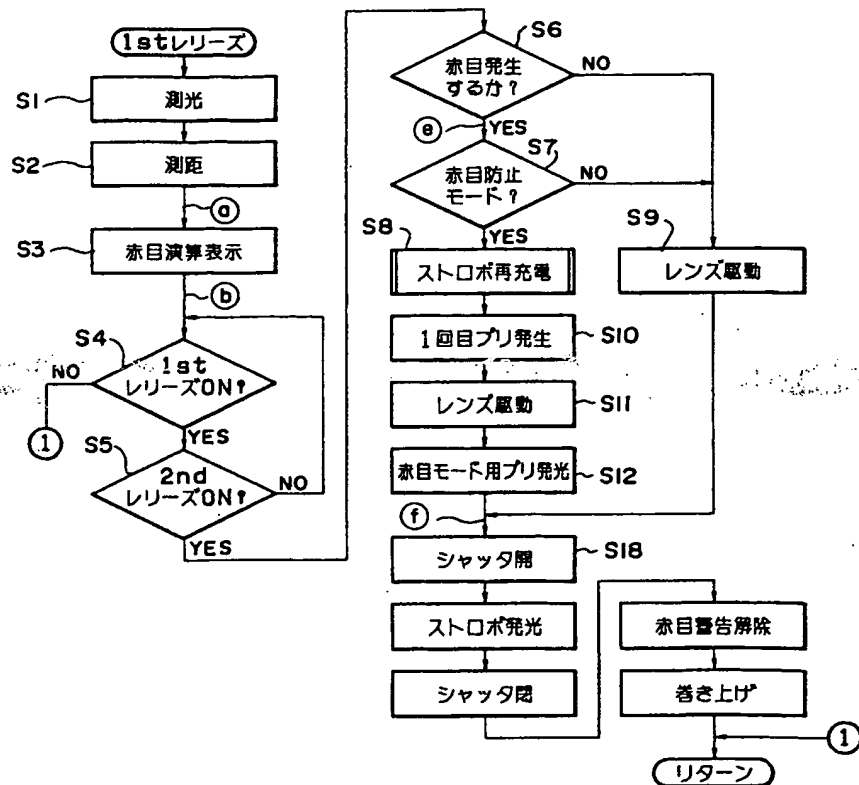 1stレリーズ
S1
測光
S2
測距
ⓐ
S3
赤目演算表示
ⓑ
S4
1st
レリーズON?
NO
①
YES
S5
2nd
レリーズON?
NO
YES
S6
赤目発生
するか?
NO
ⓔ
YES
S7
赤目防止
モード?
NO
YES
S8
ストロボ再充電
S9
レンズ駆動
1回目プリ発生
S10
レンズ駆動
S11
赤目モード用プリ発光
S12
ⓕ
シャッタ開
S18
ストロボ発光
シャッタ閉
赤目警告解除
巻き上げ
①
リターン